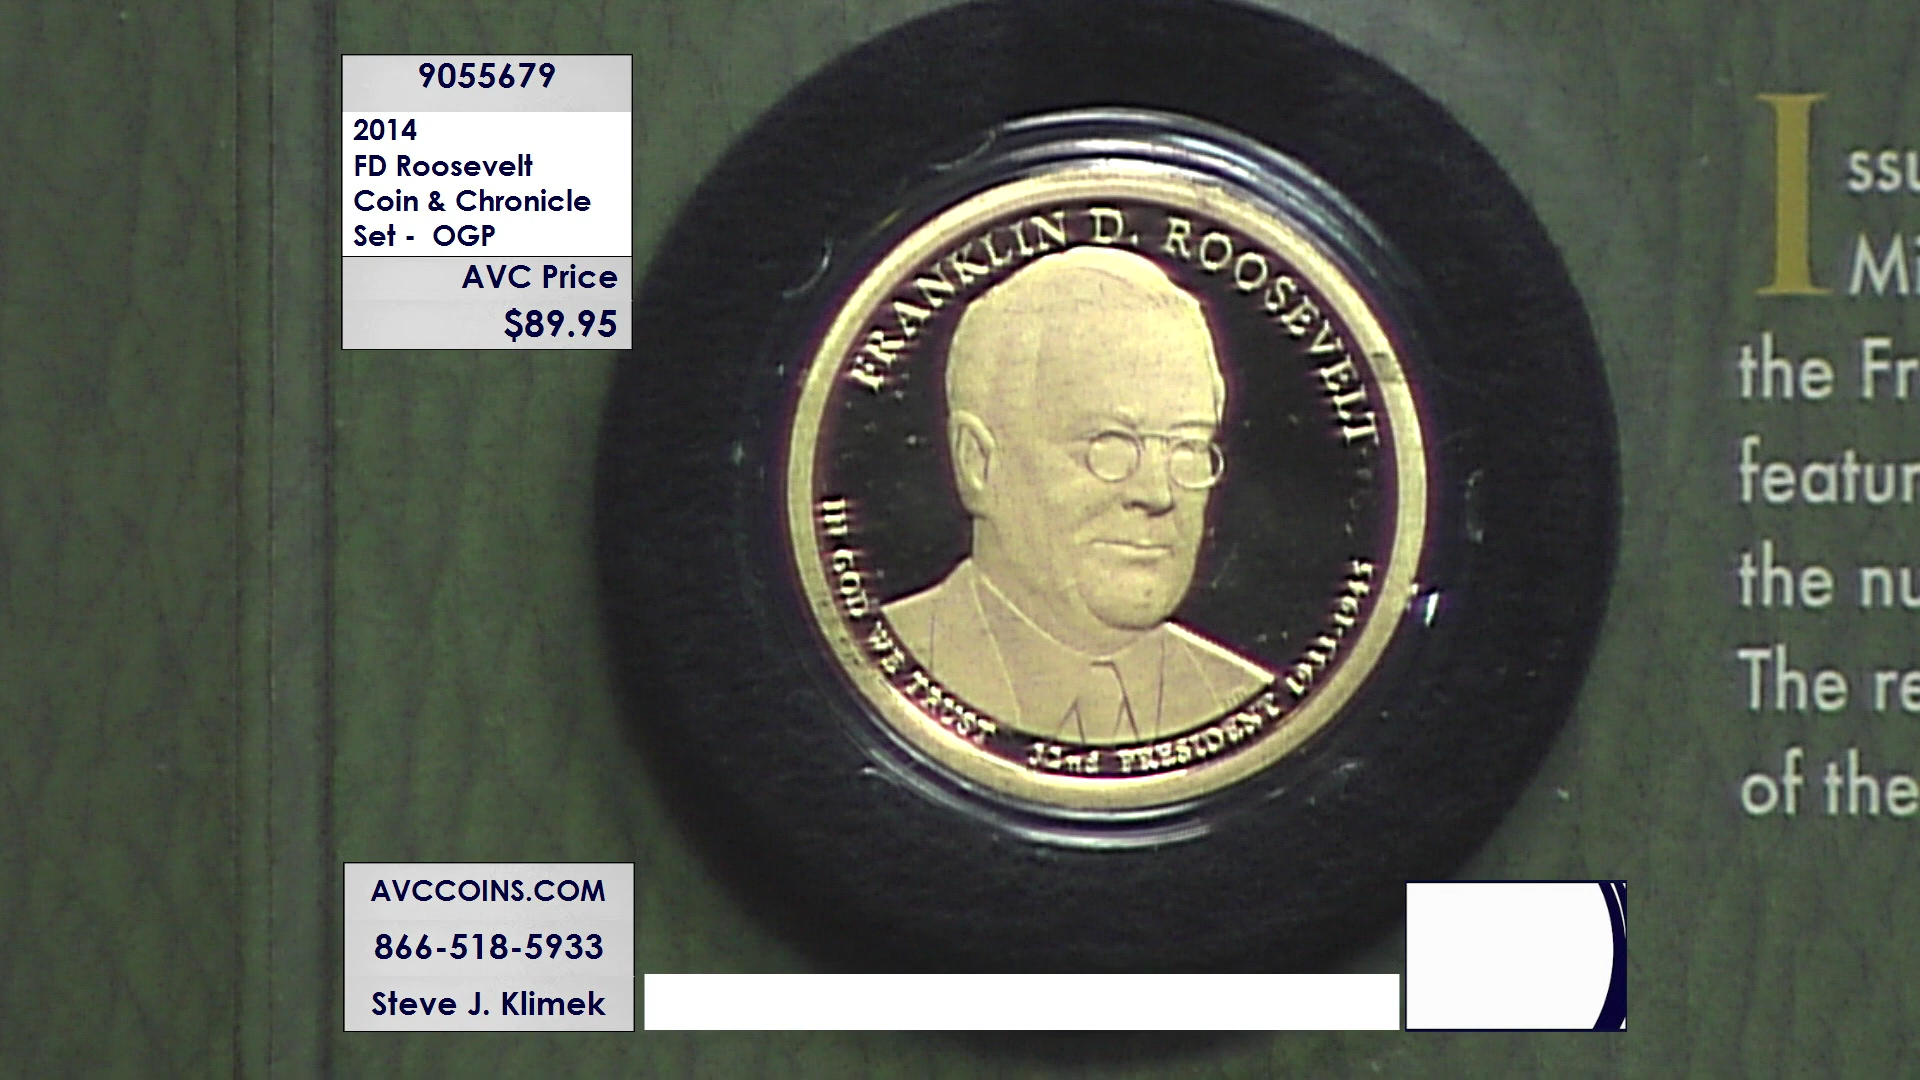 9055679
2014
FD Roosevelt
Coin & Chronicle
Set - OGP
AVC Price
$89.95
FRANKLIN D. ROOSEVELT
IN GOD WE TRUST
32nd PRESIDENT 1933-1945
Issu
Mi
the Fr
featur
the nu
The re
of the
AVCCOINS.COM
866-518-5933
Steve J. Klimek